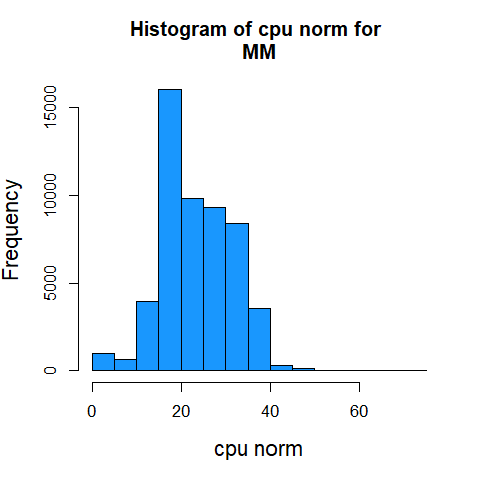 Histogram of cpu norm for
MM
Frequency
15000
10000
5000
0
0 20 40 60
cpu norm